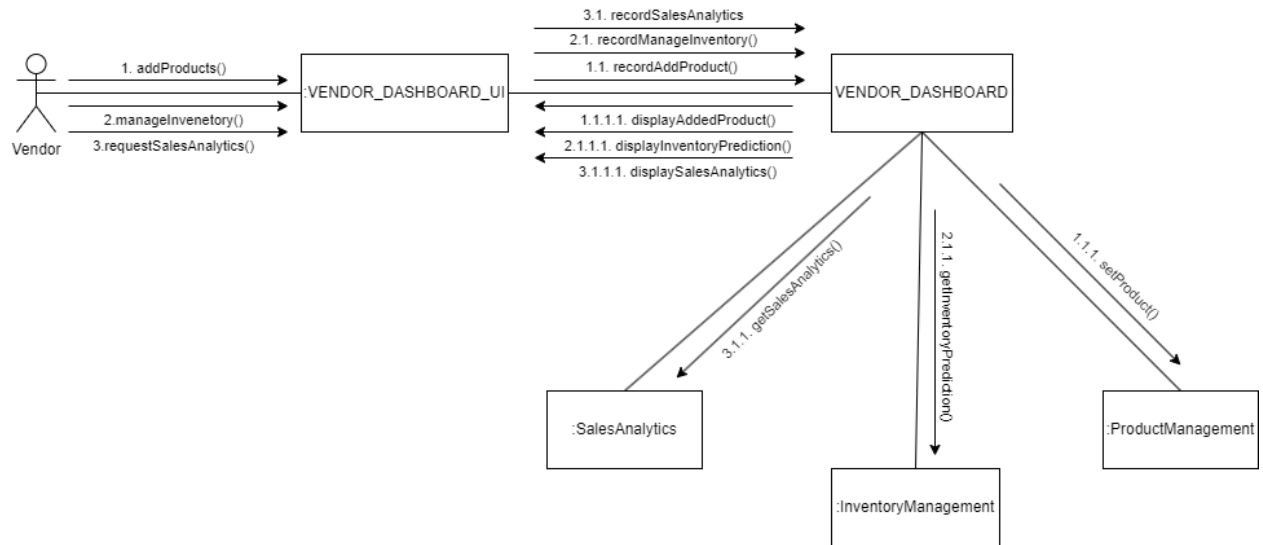 3.1. recordSalesAnalytics
2.1. recordManageInventory()
1. addProducts()
1.1. recordAddProduct()
:VENDOR_DASHBOARD_UI
VENDOR_DASHBOARD
2.manageInvenetory()
1.1.1.1. displayAddedProduct()
Vendor
3.requestSalesAnalytics()
2.1.1.1. displayInventoryPrediction()
3.1.1.1. displaySalesAnalytics()
3.1.1. getSalesAnalytics()
2.1.1. getInventoryPrediction()
1.1.1. setProduct()
:SalesAnalytics
:ProductManagement
:InventoryManagement